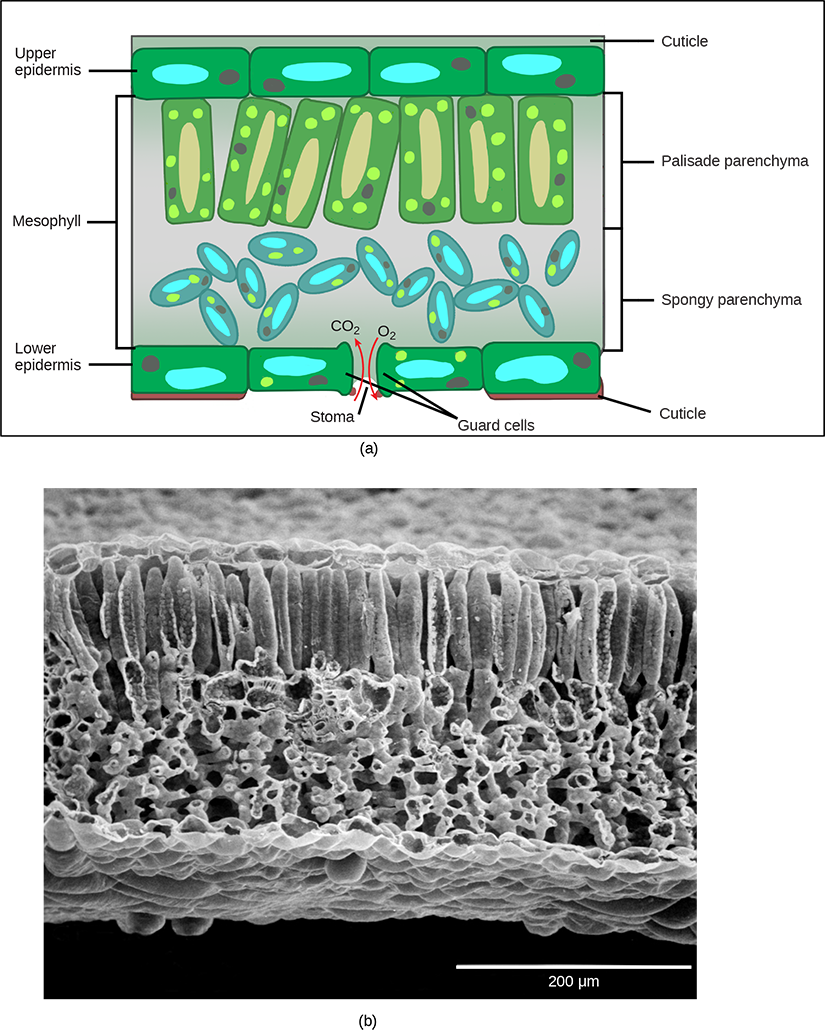 Cuticle
Upper
epidermis
Palisade parenchyma
Mesophyll
Spongy parenchyma
CO2
O2
Lower
epidermis
Stoma
Guard cells
Cuticle
(a)
200 µm
(b)